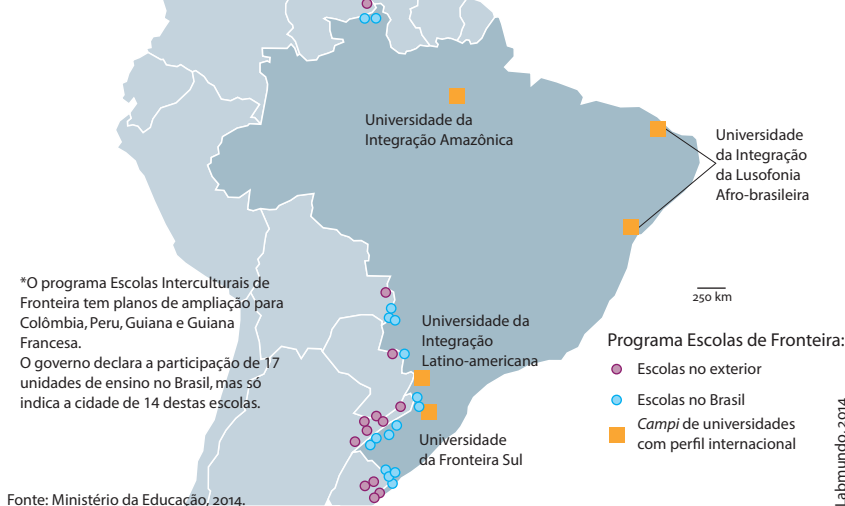 Universidade da
Integração Amazônica
Universidade
da Integração
da Lusofonia
Afro-brasileira
*O programa Escolas Interculturais de
Fronteira tem planos de ampliação para
Colômbia, Peru, Guiana e Guiana
Francesa.
O governo declara a participação de 17
unidades de ensino no Brasil, mas só
indica a cidade de 14 destas escolas.
250 km
Universidade da
Integração
Latino-americana
Universidade
da Fronteira Sul
Programa Escolas de Fronteira:
Escolas no exterior
Escolas no Brasil
Campi de universidades
com perfil internacional
Fonte: Ministério da Educação, 2014.
Labmundo, 2014